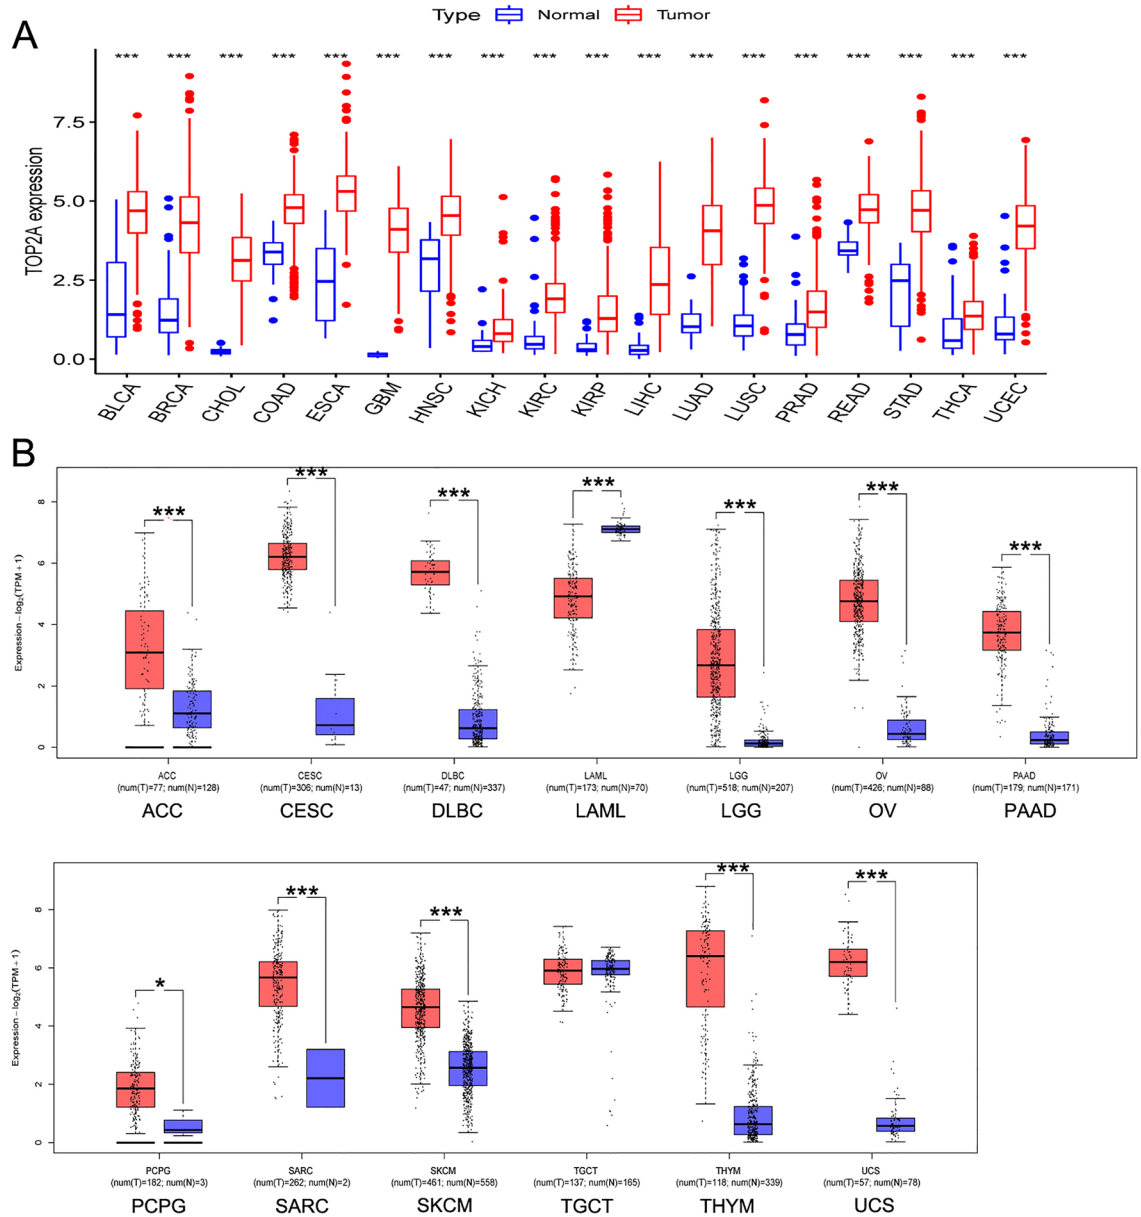 Type Normal Tumor
A
*** *** *** *** *** *** *** *** *** *** *** *** *** *** *** *** *** ***
TOP2A expression
7.5
5.0
2.5
0.0
BLCA BRCA CHOL COAD ESCA GBM HNSC KICH KIRC KIRP LIHC LUAD LUSC PRAD READ STAD THCA UCEC
B
*** *** *** *** *** *** ***
Expression – log2(TPM + 1)
8
6
4
2
0
ACC CESC DLBC LAML LGG OV PAAD
(num(T)=77; num(N)=128) (num(T)=306; num(N)=13) (num(T)=47; num(N)=337) (num(T)=173; num(N)=70) (num(T)=518; num(N)=207) (num(T)=426; num(N)=88) (num(T)=179; num(N)=171)
ACC CESC DLBC LAML LGG OV PAAD
* *** *** *** ***
Expression – log2(TPM + 1)
8
6
4
2
0
PCPG SARC SKCM TGCT THYM UCS
(num(T)=182; num(N)=3) (num(T)=262; num(N)=2) (num(T)=461; num(N)=558) (num(T)=137; num(N)=165) (num(T)=118; num(N)=339) (num(T)=57; num(N)=78)
PCPG SARC SKCM TGCT THYM UCS